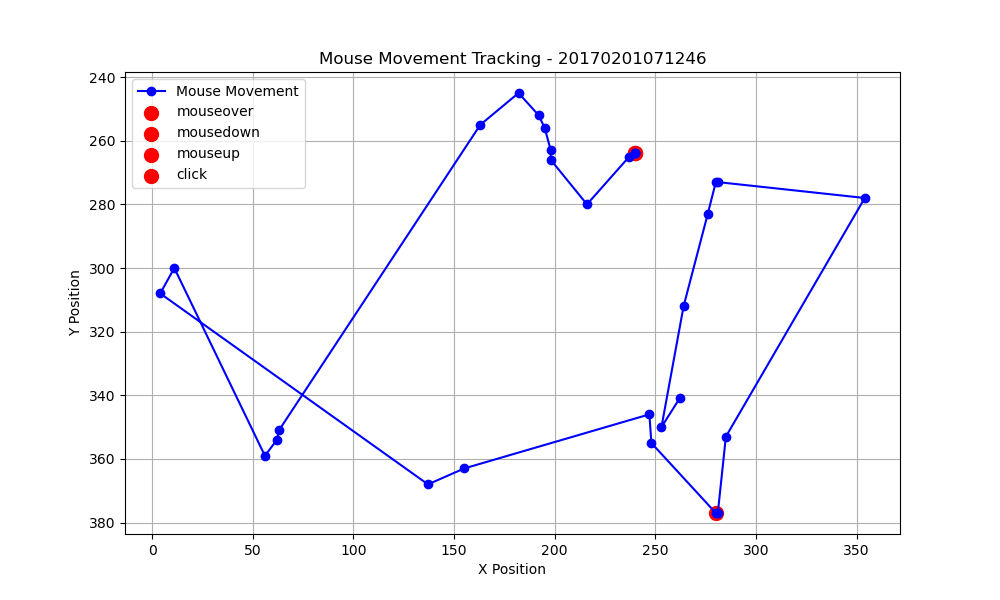 Mouse Movement Tracking - 20170201071246
Mouse Movement
mouseover
mousedown
mouseup
click
240
260
280
300
320
340
360
380
Y Position
0 50 100 150 200 250 300 350
X Position